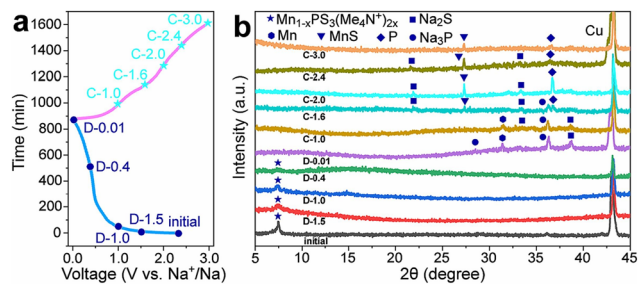 a
1600
1400
1200
1000
800
600
400
200
0
Time (min)
C-3.0
C-2.4
C-2.0
C-1.6
C-1.0
D-0.01
D-0.4
D-1.5 initial
D-1.0
0.0 0.5 1.0 1.5 2.0 2.5 3.0
Voltage (V vs. Na⁺/Na)
b
Mn₁₋ₓPS₃(Me₄N⁺)₂ₓ Na₂S
Mn MnS P Na₃P
Cu
C-3.0
C-2.4
C-2.0
C-1.6
C-1.0
D-0.01
D-0.4
D-1.0
D-1.5
initial
Intensity (a.u.)
5 10 15 20 25 30 35 40 45
2θ (degree)